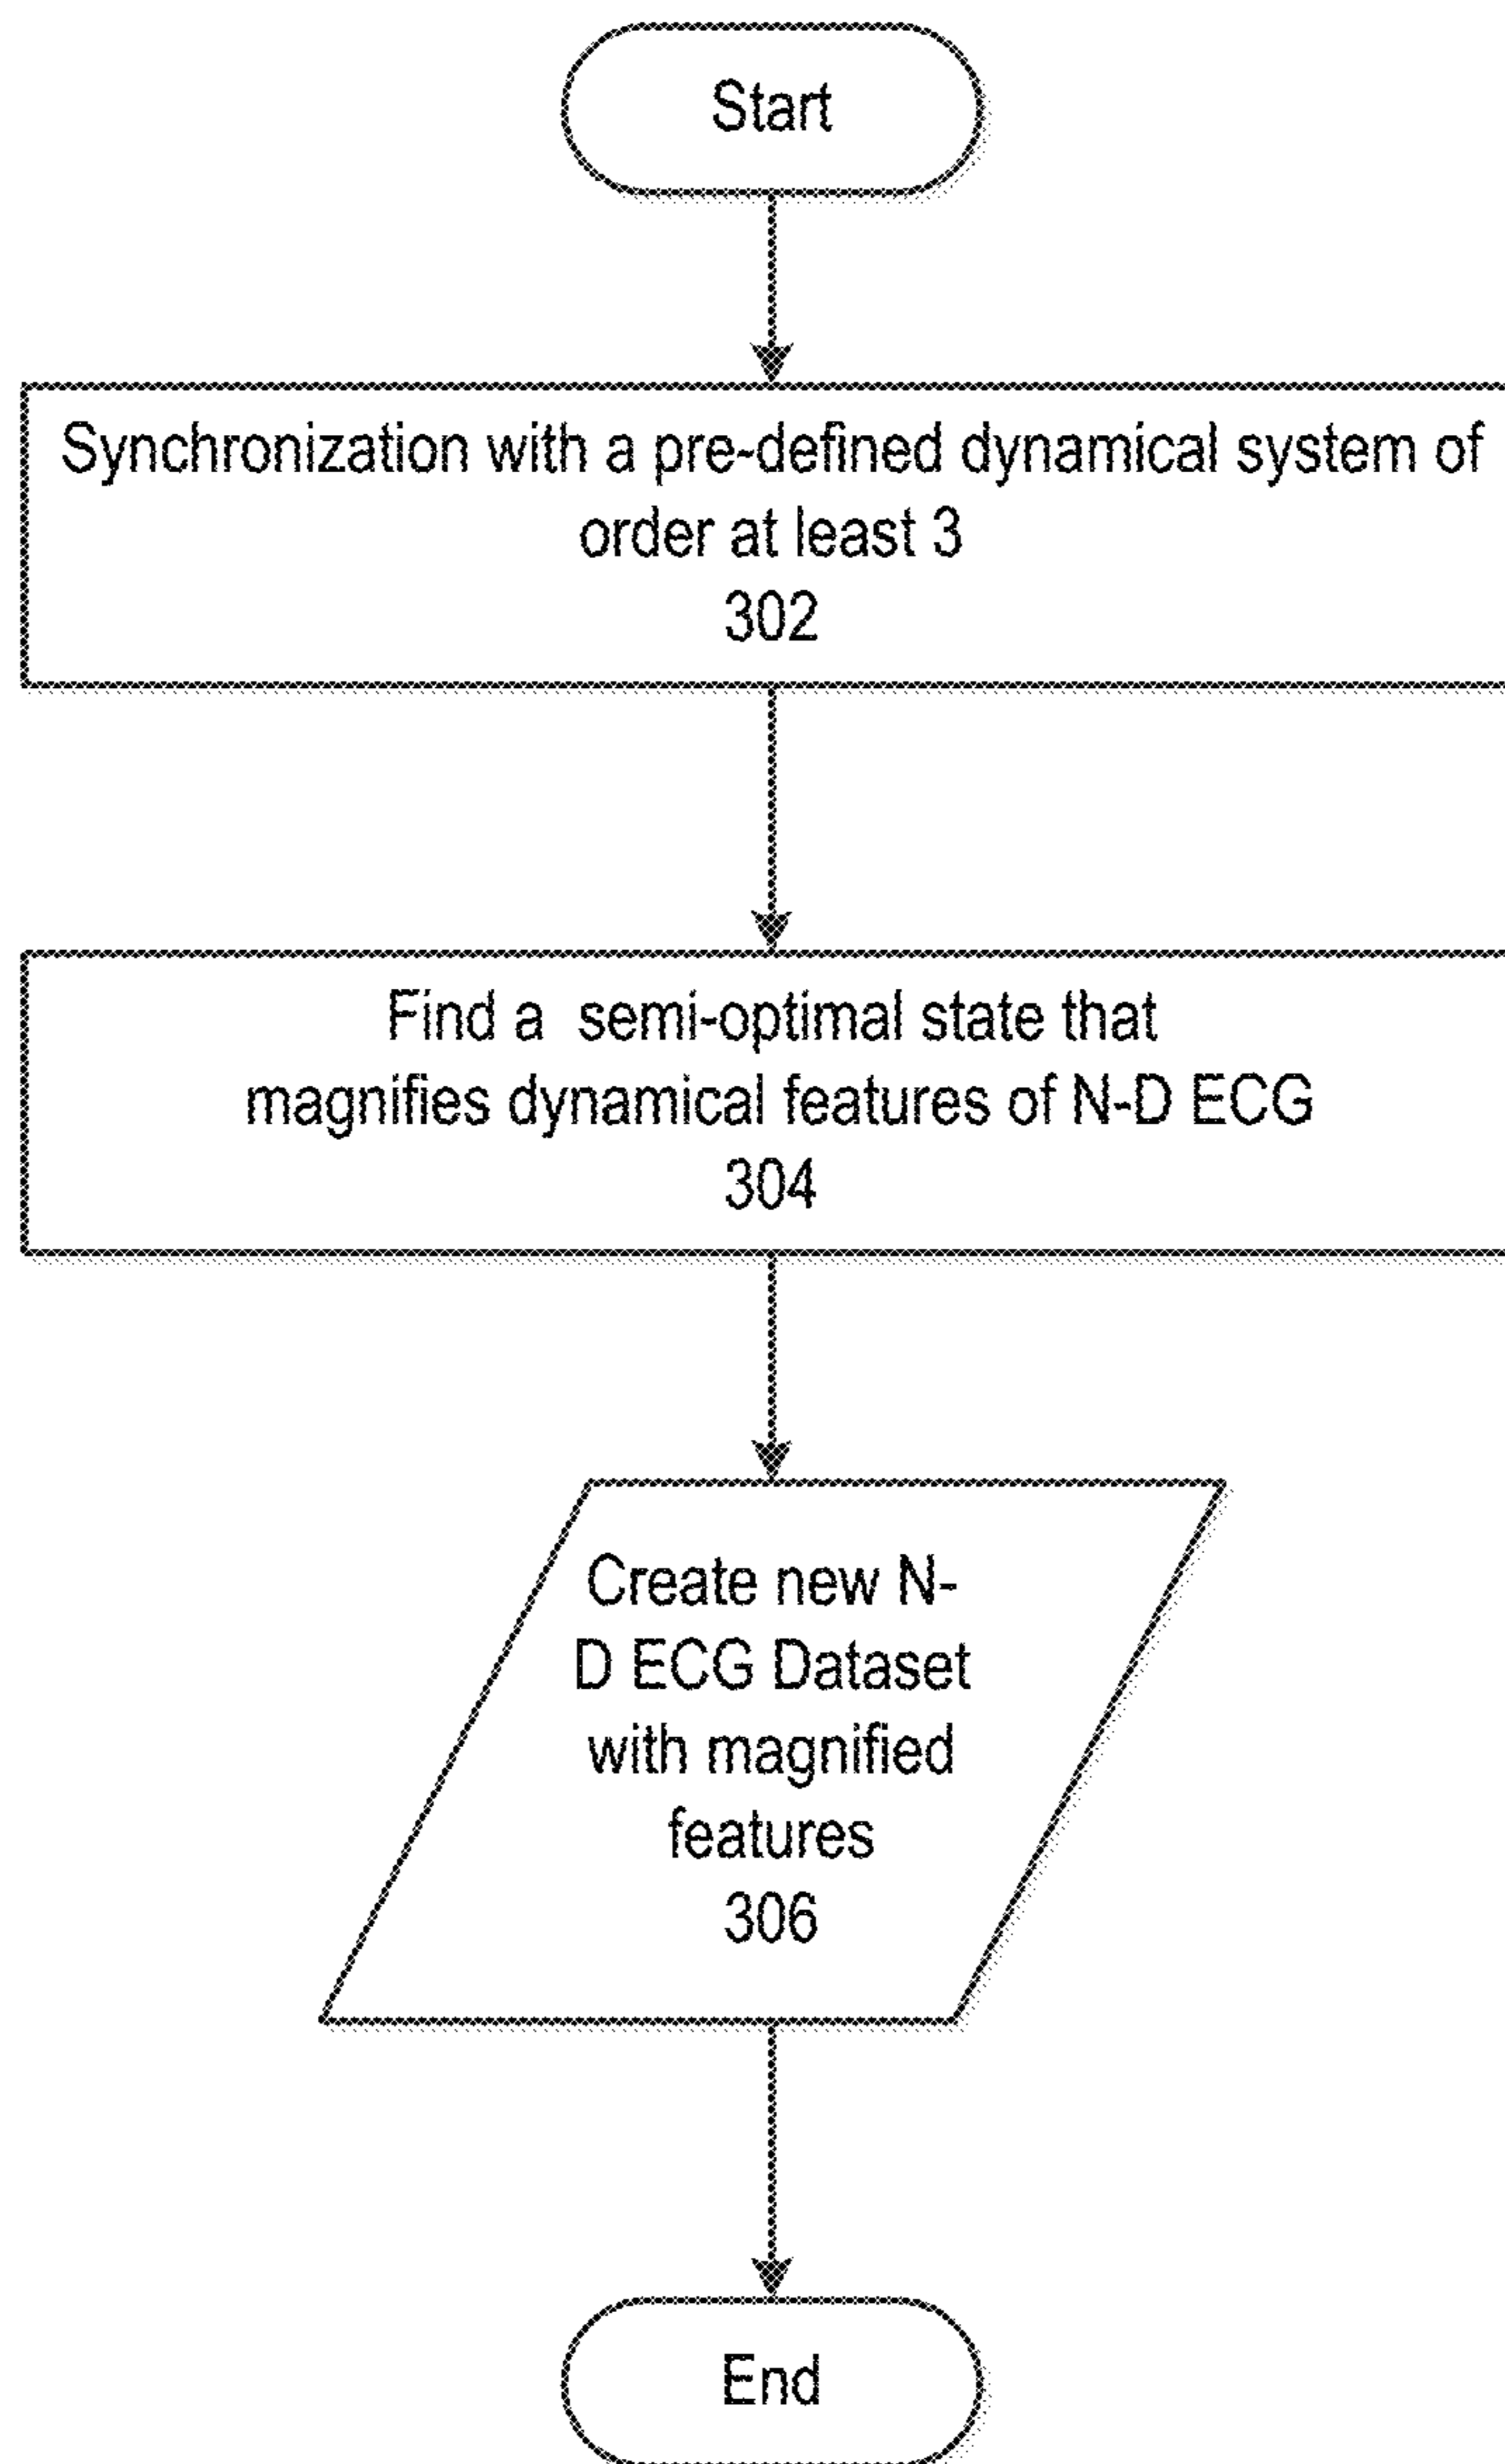 Start
Synchronization with a pre-defined dynamical system of
order at least 3
302
Find a semi-optimal state that
magnifies dynamical features of N-D ECG
304
Create new N-
D ECG Dataset
with magnified
features
306
End